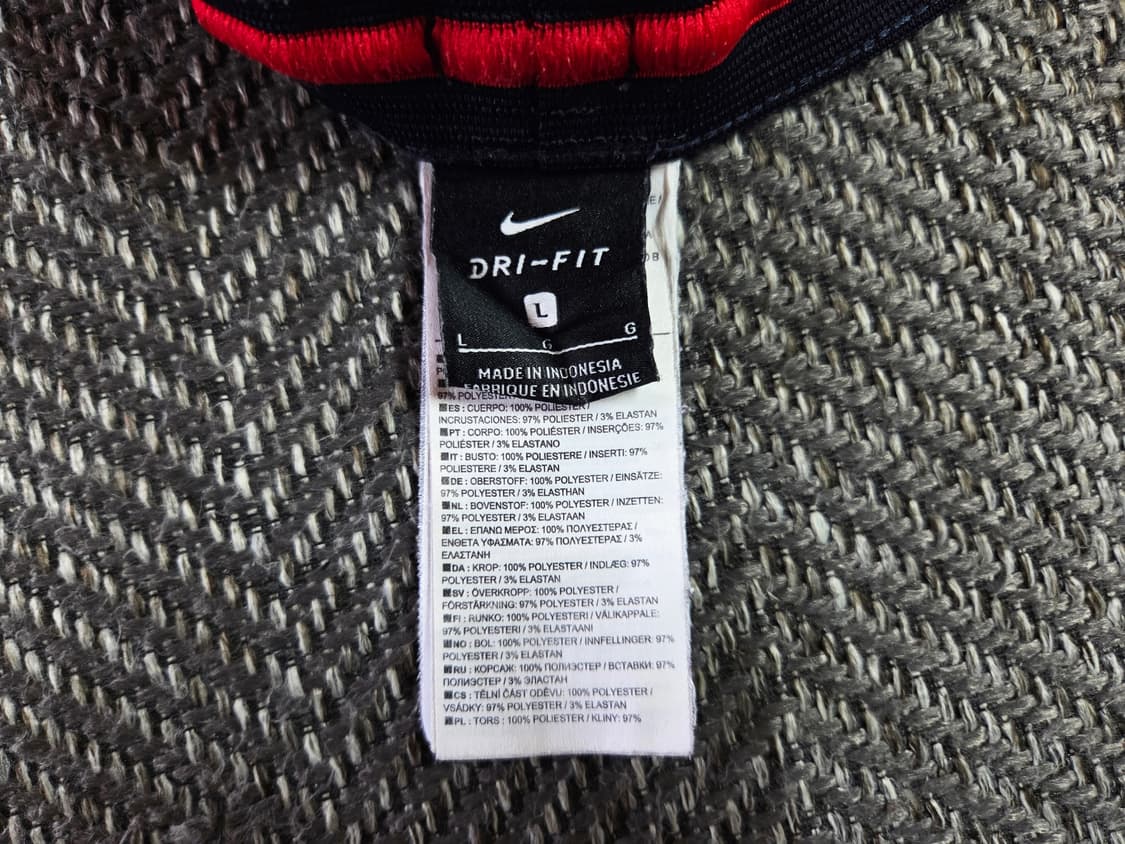 DRI-FIT
L
L G G
MADE IN INDONESIA
FABRIQUE EN INDONESIE
97% POLYESTER
ES : CUERPO: 100% POLIESTER /
INCRUSTACIONES: 97% POLIESTER / 3% ELASTAN
PT : CORPO: 100% POLIÉSTER / INSERÇÕES: 97%
POLIÉSTER / 3% ELASTANO
IT : BUSTO: 100% POLIESTERE / INSERTI: 97%
POLIESTERE / 3% ELASTAN
DE : OBERSTOFF: 100% POLYESTER / EINSÄTZE:
97% POLYESTER / 3% ELASTHAN
NL : BOVENSTOF: 100% POLYESTER / INZETTEN:
97% POLYESTER / 3% ELASTAAN
EL : ΕΠΑΝΩ ΜΕΡΟΣ: 100% ΠΟΛΥΕΣΤΕΡΑΣ /
ΕΝΘΕΤΑ ΥΦΑΣΜΑΤΑ: 97% ΠΟΛΥΕΣΤΕΡΑΣ / 3%
ΕΛΑΣΤΑΝΗ
DA : KROP: 100% POLYESTER / INDLÆG: 97%
POLYESTER / 3% ELASTAN
SV : ÖVERKROPP: 100% POLYESTER /
FÖRSTÄRKNING: 97% POLYESTER / 3% ELASTAN
FI : RUNKO: 100% POLYESTERI / VÄLIKAPPALE:
97% POLYESTERI / 3% ELASTAANI
NO : BOL: 100% POLYESTER / INNFELLINGER: 97%
POLYESTER / 3% ELASTAN
RU : КОРСАЖ: 100% ПОЛИЭСТЕР / ВСТАВКИ: 97%
ПОЛИЭСТЕР / 3% ЭЛАСТАН
CS : TĚLNÍ ČÁST ODĚVU: 100% POLYESTER /
VSADKY: 97% POLYESTER / 3% ELASTAN
PL : TORS : 100% POLIESTER / KLINY: 97%